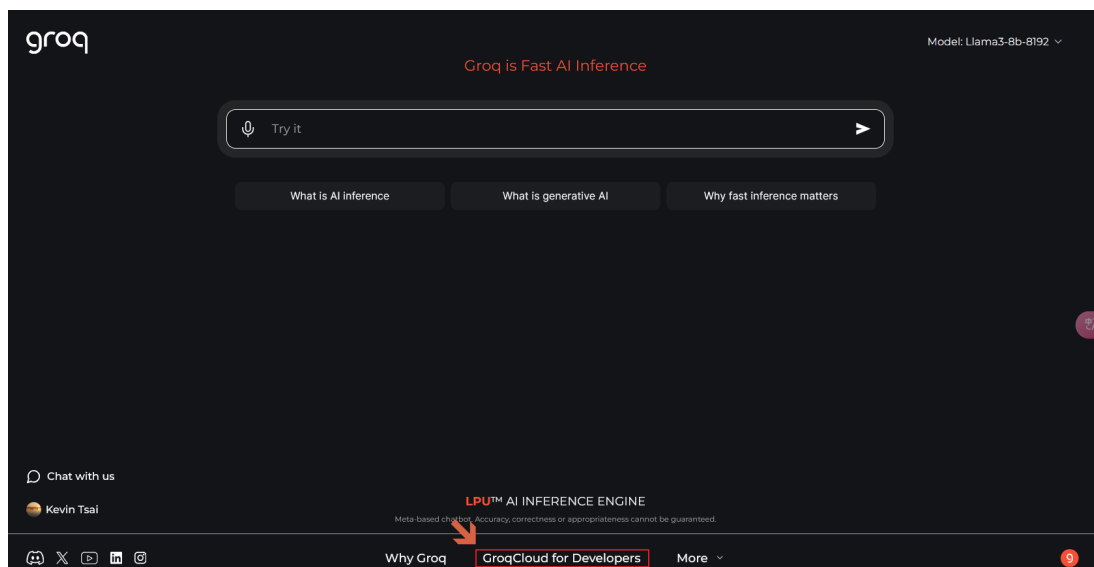 groq
Model: Llama3-8b-8192
Groq is Fast AI Inference
Try it
What is AI inference
What is generative AI
Why fast inference matters
Chat with us
Kevin Tsai
LPU™ AI INFERENCE ENGINE
Meta-based chatbot. Accuracy, correctness or appropriateness cannot be guaranteed.
Why Groq GroqCloud for Developers More
in
9